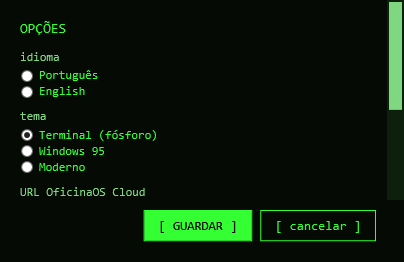 OPÇÕES
idioma
Português
English
tema
Terminal (fósforo)
Windows 95
Moderno
URL OficinaOS Cloud
[ GUARDAR ] [ cancelar ]